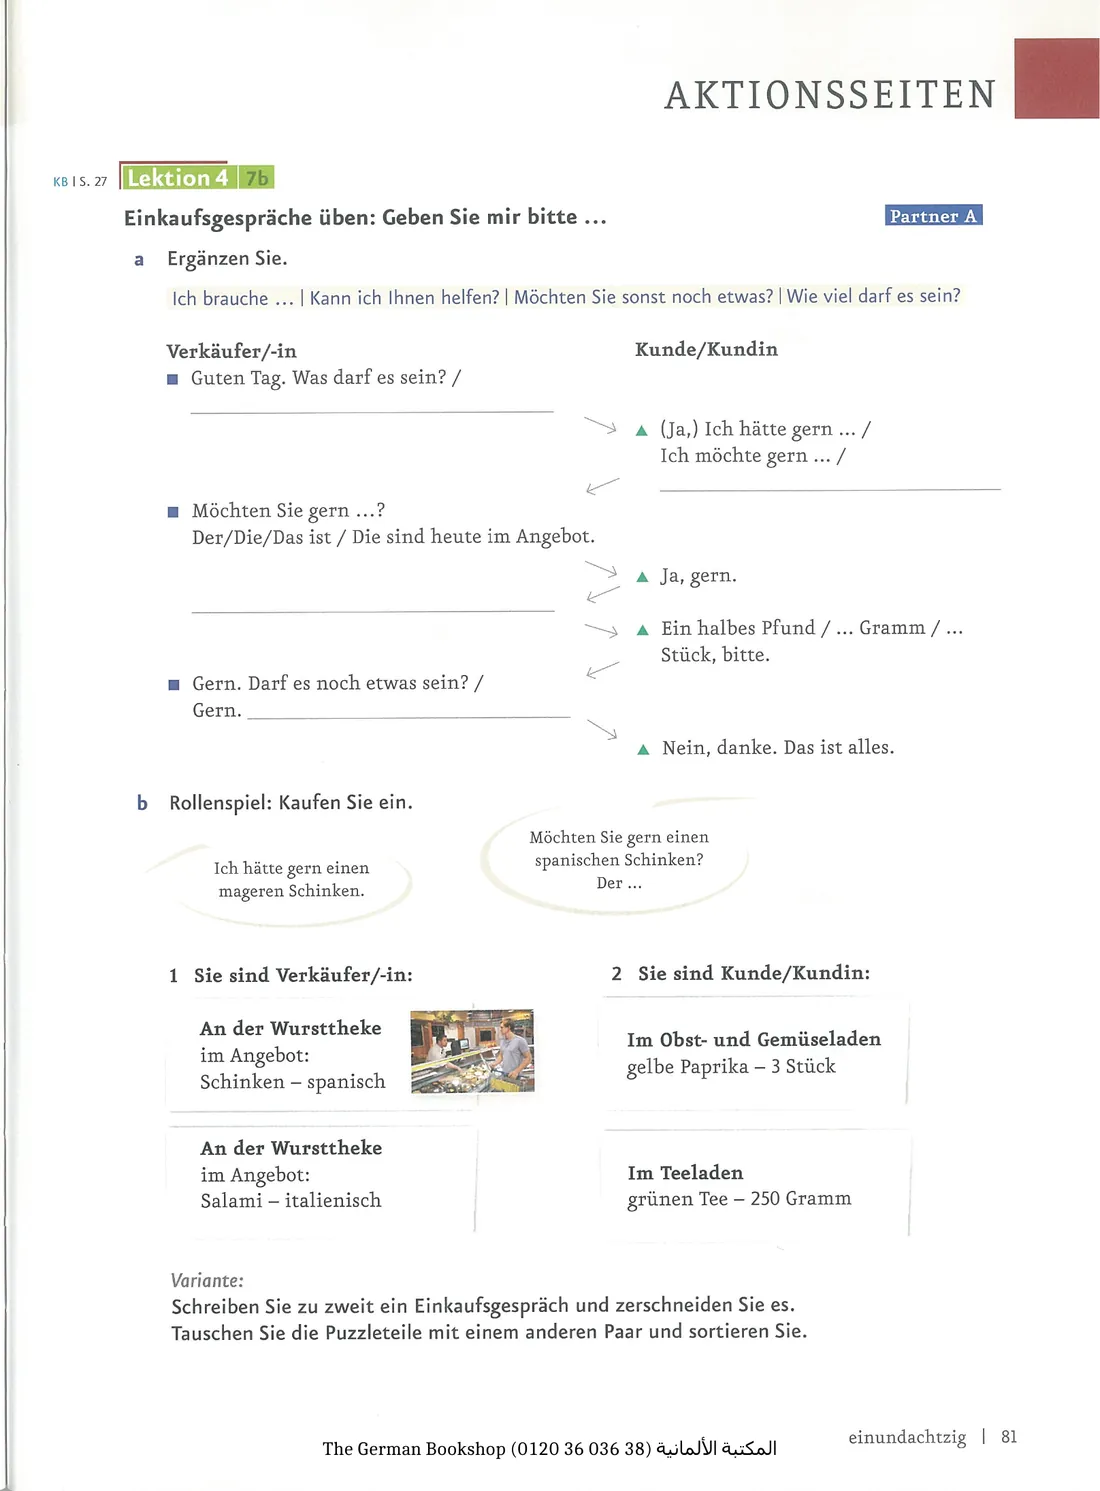 AKTIONSSEITEN
KB | S. 27 Lektion 4 7b
Einkaufsgespräche üben: Geben Sie mir bitte ...
Partner A
a Ergänzen Sie.
Ich brauche ... | Kann ich Ihnen helfen? | Möchten Sie sonst noch etwas? | Wie viel darf es sein?
Verkäufer/-in
Kunde/Kundin
Guten Tag. Was darf es sein? /
(Ja,) Ich hätte gern ... /
Ich möchte gern ... /
Möchten Sie gern ...?
Der/Die/Das ist / Die sind heute im Angebot.
Ja, gern.
Ein halbes Pfund / ... Gramm / ...
Stück, bitte.
Gern. Darf es noch etwas sein? /
Gern.
Nein, danke. Das ist alles.
b Rollenspiel: Kaufen Sie ein.
Ich hätte gern einen
mageren Schinken.
Möchten Sie gern einen
spanischen Schinken?
Der ...
1 Sie sind Verkäufer/-in:
An der Wursttheke
im Angebot:
Schinken – spanisch
An der Wursttheke
im Angebot:
Salami – italienisch
2 Sie sind Kunde/Kundin:
Im Obst- und Gemüseladen
gelbe Paprika – 3 Stück
Im Teeladen
grünen Tee – 250 Gramm
Variante:
Schreiben Sie zu zweit ein Einkaufsgespräch und zerschneiden Sie es.
Tauschen Sie die Puzzleteile mit einem anderen Paar und sortieren Sie.
einundachtzig | 81
The German Bookshop (0120 36 036 38) المكتبة الألمانية